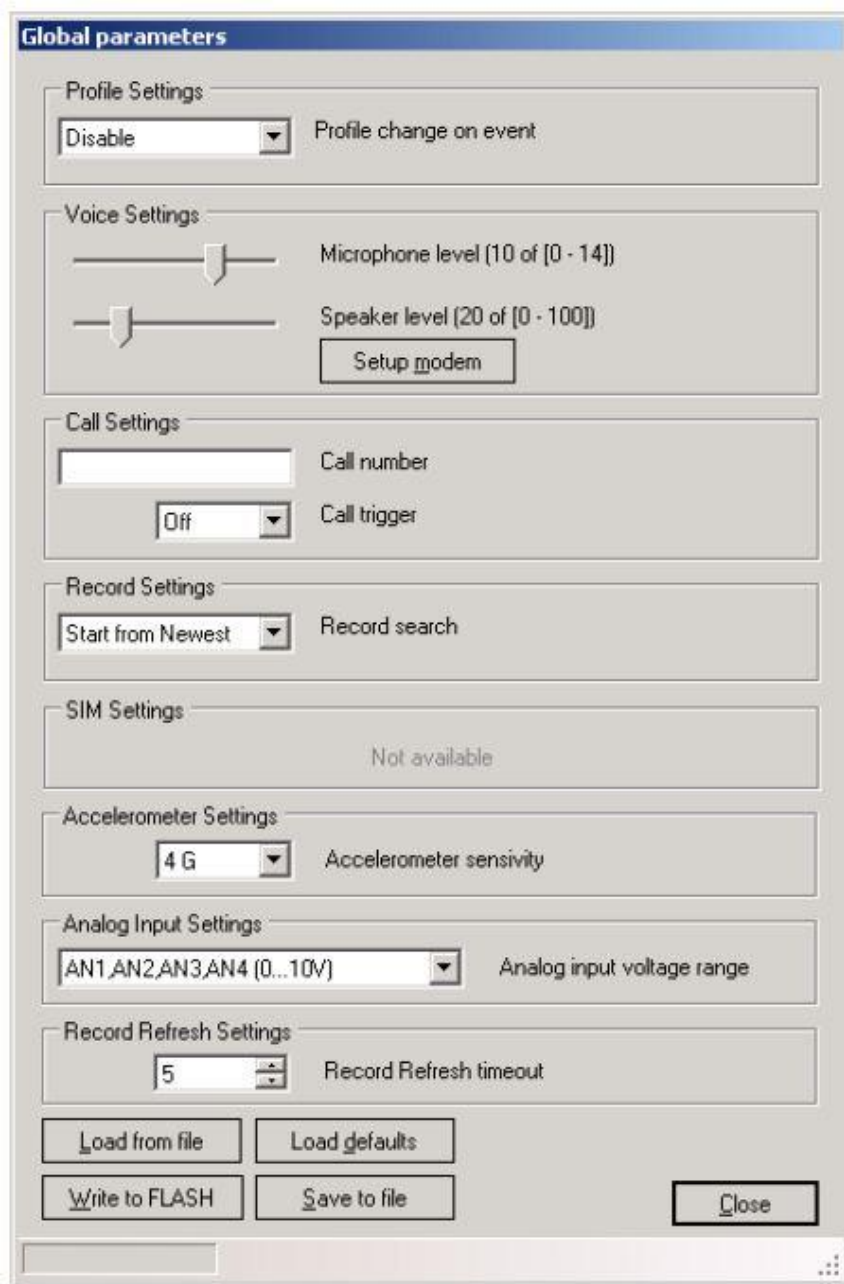 Global parameters
Profile Settings
Disable Profile change on event
Voice Settings
Microphone level (10 of [0 - 14])
Speaker level (20 of [0 - 100])
Setup modem
Call Settings
Call number
Off Call trigger
Record Settings
Start from Newest Record search
SIM Settings
Not available
Accelerometer Settings
4 G Accelerometer sensivity
Analog Input Settings
AN1,AN2,AN3,AN4 (0...10V) Analog input voltage range
Record Refresh Settings
5 Record Refresh timeout
Load from file Load defaults
Write to FLASH Save to file Close